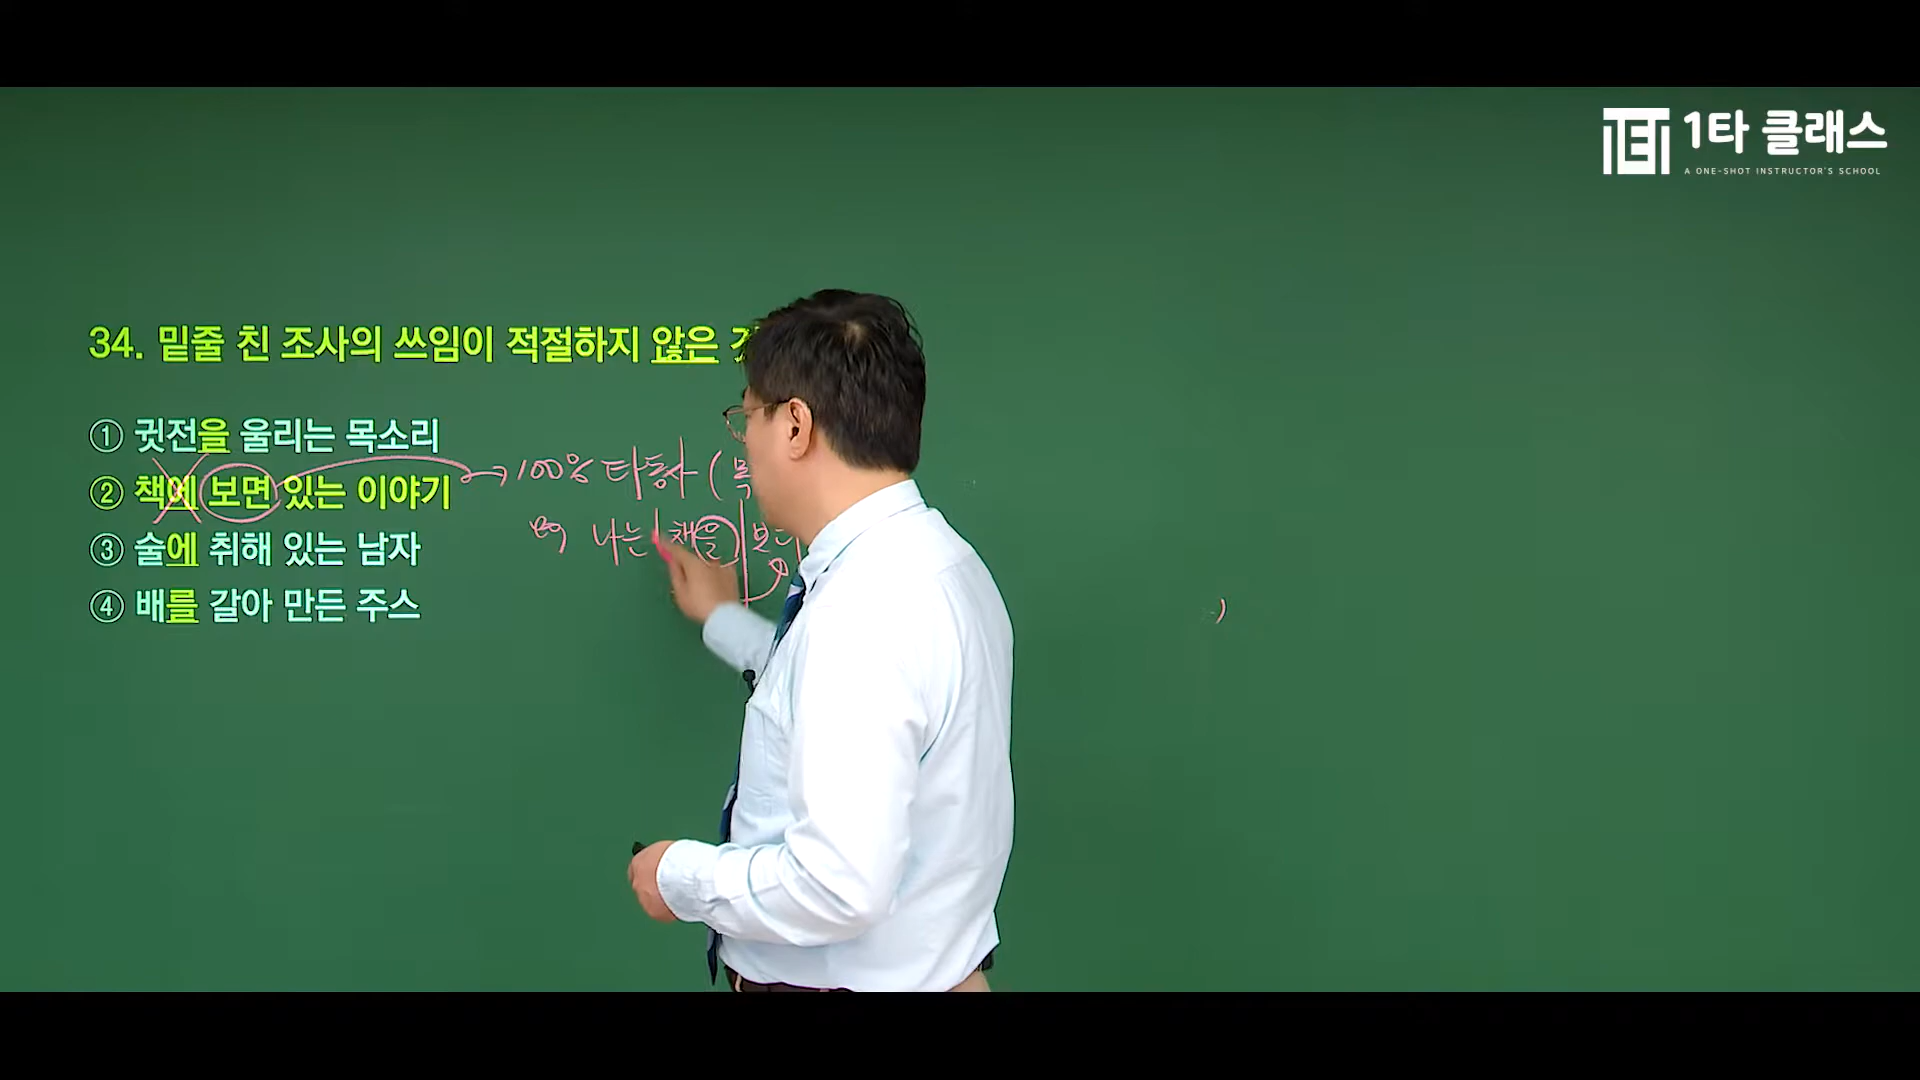 1타 클래스
A ONE-SHOT INSTRUCTOR'S SCHOOL
34. 밑줄 친 조사의 쓰임이 적절하지 않은
① 귓전을 울리는 목소리
② 책에 보면 있는 이야기
→ 100% 타동사 (목
예) 나는 책을
③ 술에 취해 있는 남자
④ 배를 갈아 만든 주스